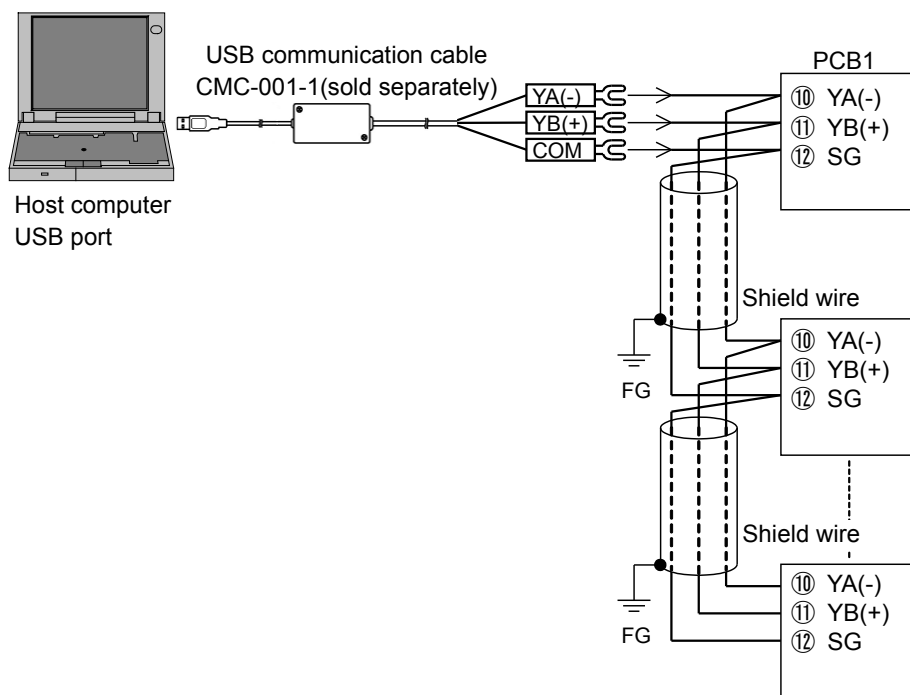 USB communication cable
CMC-001-1(sold separately)
Host computer
USB port
YA(-)
YB(+)
COM
PCB1
⑩ YA(-)
⑪ YB(+)
⑫ SG
Shield wire
FG
⑩ YA(-)
⑪ YB(+)
⑫ SG
Shield wire
FG
⑩ YA(-)
⑪ YB(+)
⑫ SG